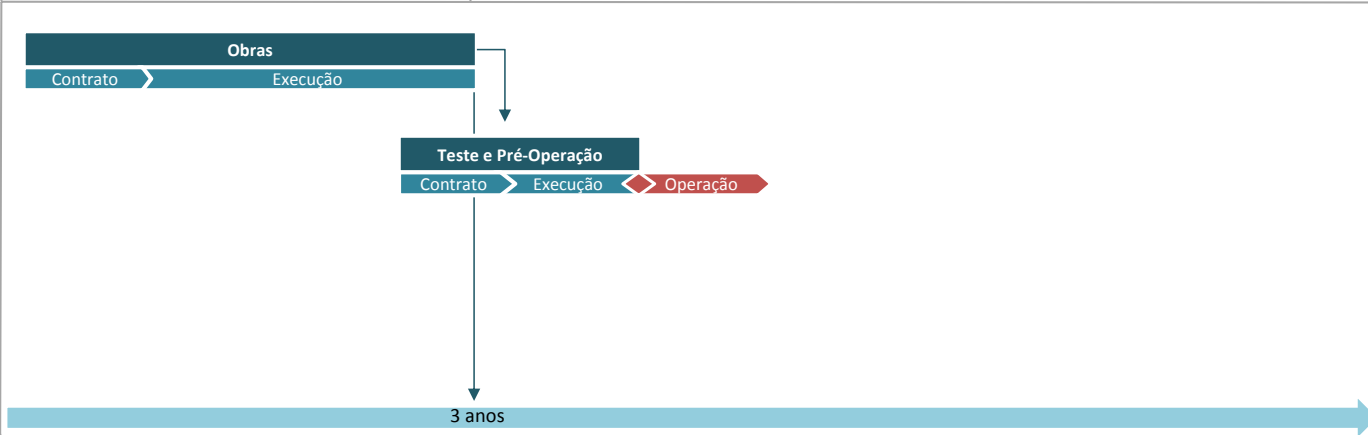 Obras
Contrato Execução
Teste e Pré-Operação
Contrato Execução Operação
3 anos